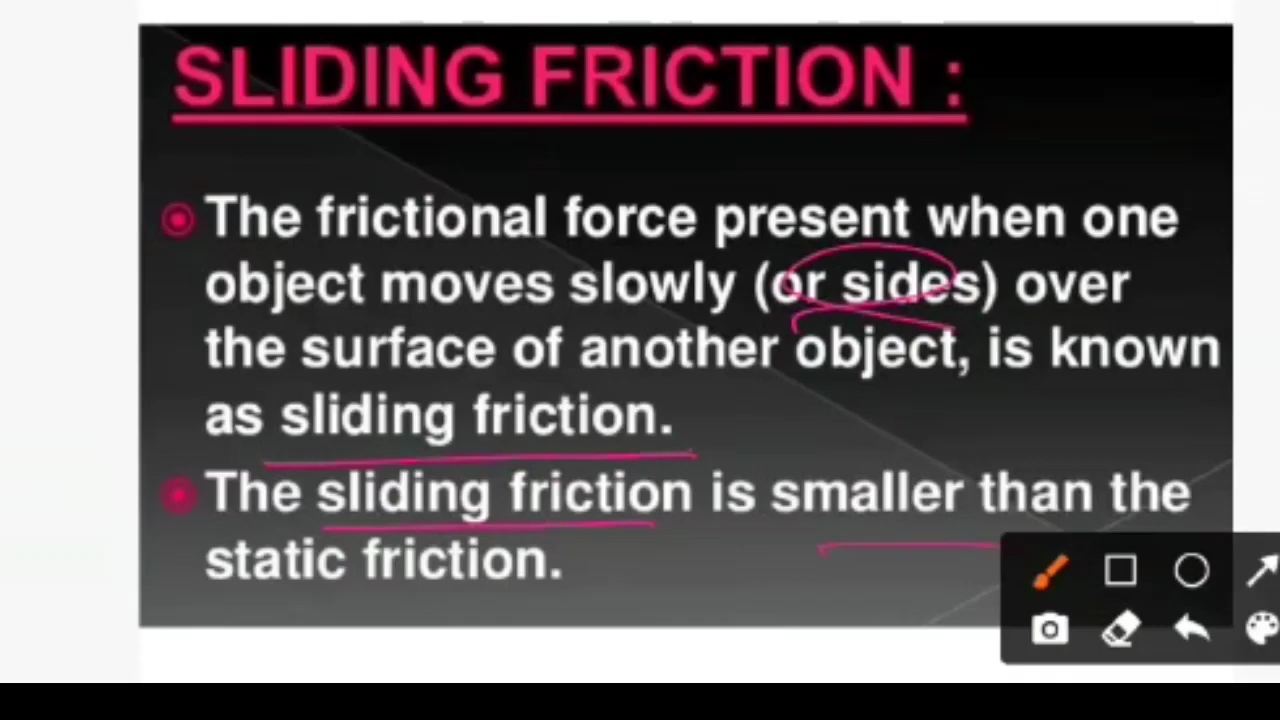 SLIDING FRICTION :
The frictional force present when one
object moves slowly (or sides) over
the surface of another object, is known
as sliding friction.
The sliding friction is smaller than the
static friction.